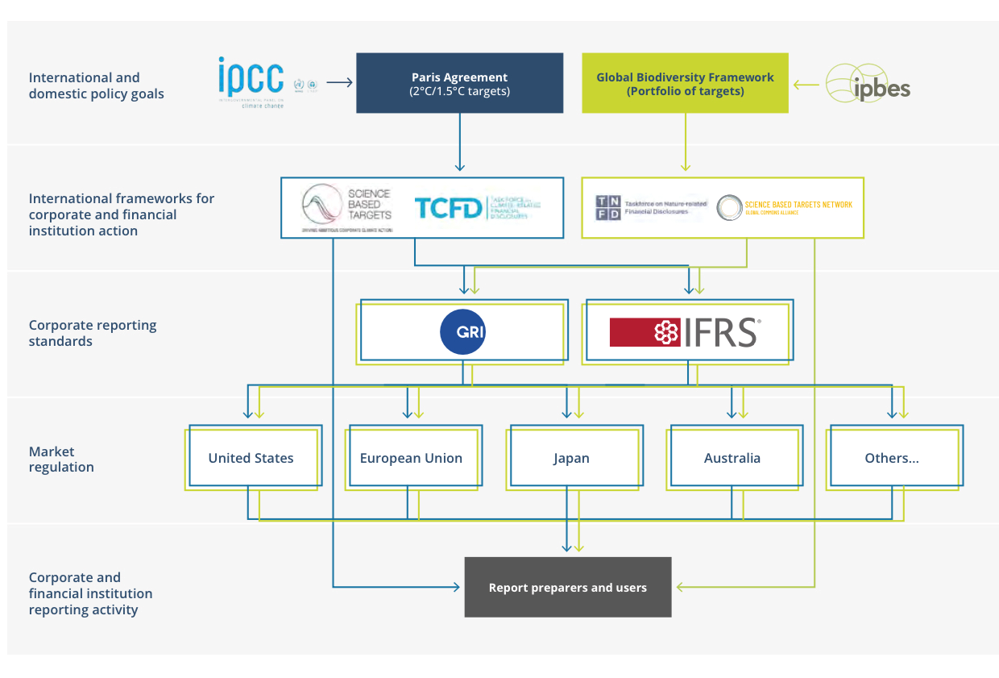 International and
domestic policy goals
ipcc
INTERGOVERNMENTAL PANEL ON
climate change
Paris Agreement
(2°C/1.5°C targets)
Global Biodiversity Framework
(Portfolio of targets)
ipbes
International frameworks for
corporate and financial
institution action
SCIENCE
BASED
TARGETS
DRIVING AMBITIOUS CORPORATE CLIMATE ACTION
TCFD
TASK FORCE ON
CLIMATE-RELATED
FINANCIAL
DISCLOSURES
TN
FD
Taskforce on Nature-related
Financial Disclosures
SCIENCE BASED TARGETS NETWORK
GLOBAL COMMONS ALLIANCE
Corporate reporting
standards
GRI
IFRS®
Market
regulation
United States
European Union
Japan
Australia
Others...
Corporate and
financial institution
reporting activity
Report preparers and users